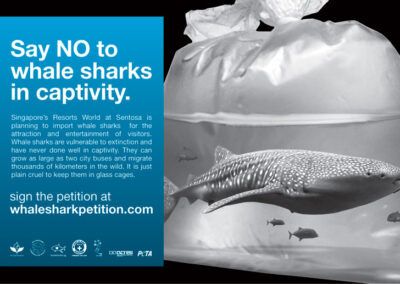 Say NO to
whale sharks
in captivity.
Singapore's Resorts World at Sentosa is
planning to import whale sharks for the
attraction and entertainment of visitors.
Whale sharks are vulnerable to extinction and
have never done well in captivity. They can
grow as large as two city buses and migrate
thousands of kilometers in the wild. It is just
plain cruel to keep them in glass cages.
sign the petition at
whalesharkpetition.com
PETA